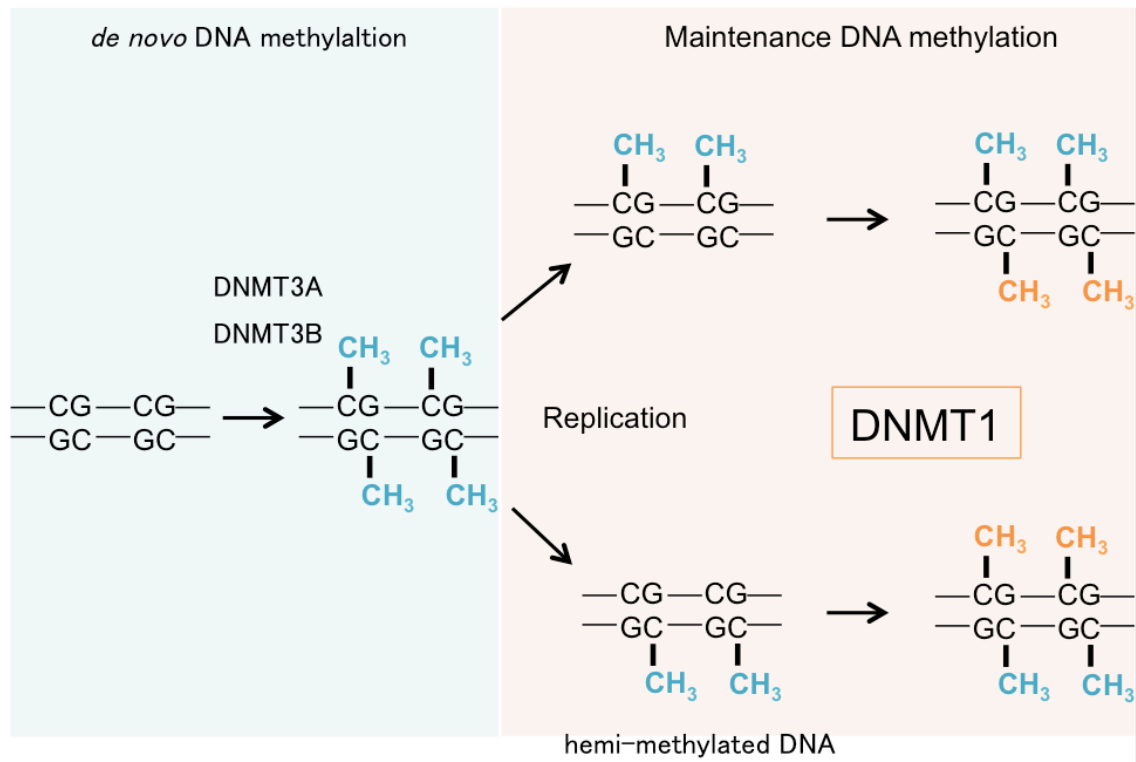 de novo DNA methylaltion
Maintenance DNA methylation
CH3 CH3
CG CG
GC GC
CH3 CH3
CG CG
GC GC
CH3 CH3
DNMT3A
DNMT3B
CG CG
GC GC
CH3 CH3
CG CG
GC GC
CH3 CH3
Replication
DNMT1
CG CG
GC GC
CH3 CH3
CH3 CH3
CG CG
GC GC
CH3 CH3
hemi-methylated DNA